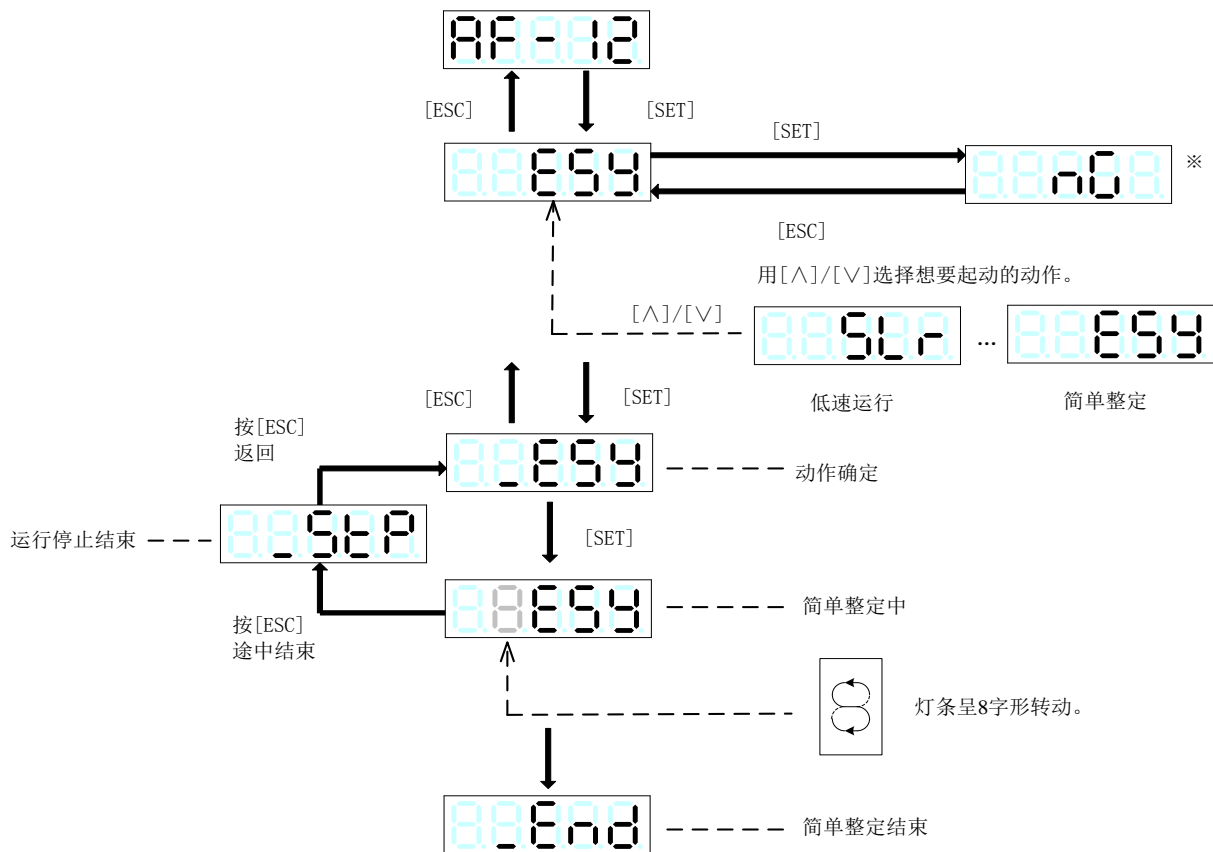 AF-12
[ESC]
[SET]
[SET]
ESY
nG
※
[ESC]
用[∧]/[∨]选择想要起动的动作。
[∧]/[∨]
SLr
...
ESY
[ESC]
[SET]
低速运行
简单整定
按[ESC]
返回
_ESY
动作确定
运行停止结束
_StP
[SET]
ESY
简单整定中
按[ESC]
途中结束
灯条呈8字形转动。
_End
简单整定结束